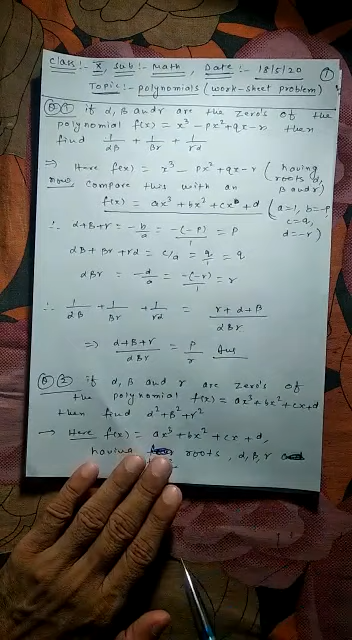 Class:- X, Sub:- Math, Date:- 18/5/20 ①
Topic:- polynomials (work-sheet problem)
Q① if α, β and γ are the zero's of the
polynomial f(x) = x³ - px² + qx - r then
find 1/αβ + 1/βγ + 1/γα
⇒ Here f(x) = x³ - px² + qx - r (having
roots α, β and γ)
now, compare this with an
f(x) = ax³ + bx² + cx + d (a=1, b=-p
c=q,
d=-r)
∴ α+β+γ = -b/a = -(-p)/1 = p
αβ + βγ + γα = c/a = q/1 = q
αβγ = -d/a = -(-r)/1 = r
∴ 1/αβ + 1/βγ + 1/γα = γ+α+β/αβγ
⇒ α+β+γ/αβγ = p/r Ans
Q② if α, β and γ are zero's of
the polynomial f(x) = ax³+bx²+cx+d
then find α²+β²+γ²
→ Here f(x) = ax³ + bx² + cx + d,
having roots, α, β, γ